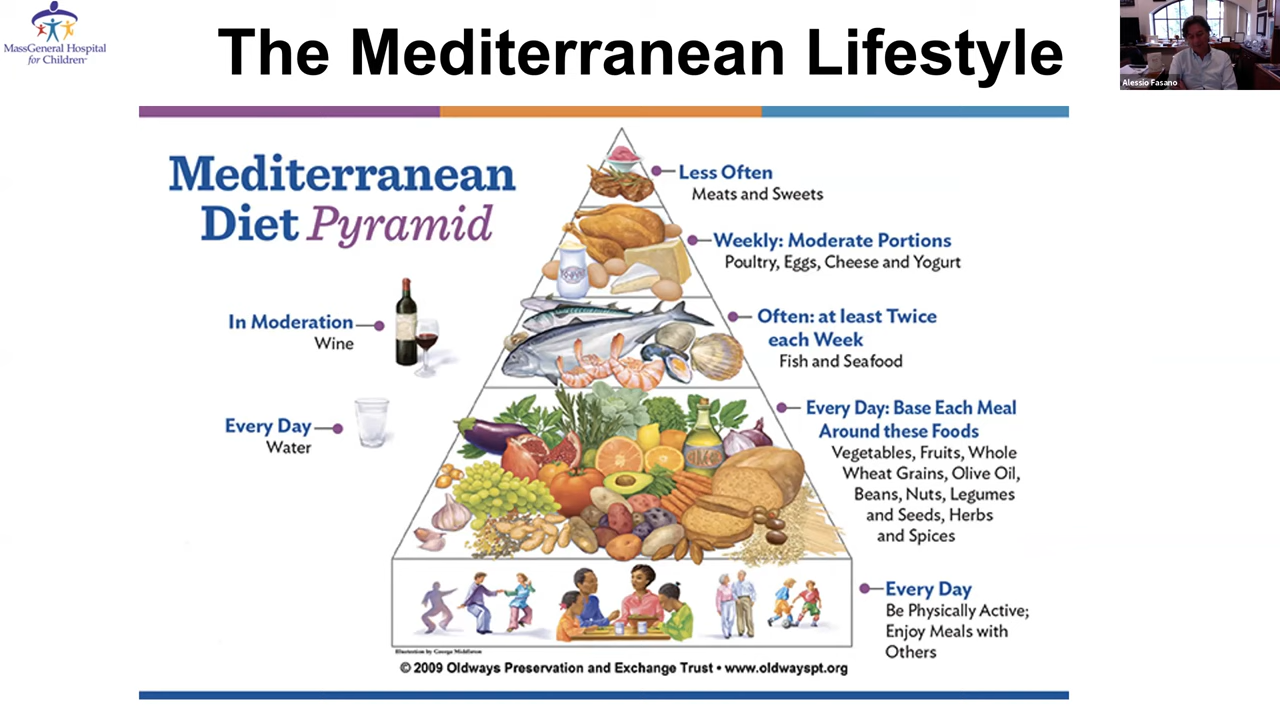 MassGeneral Hospital
for Children
The Mediterranean Lifestyle
Alessio Fasano
Mediterranean
Diet Pyramid
Less Often
Meats and Sweets
Weekly: Moderate Portions
Poultry, Eggs, Cheese and Yogurt
In Moderation
Wine
Often: at least Twice
each Week
Fish and Seafood
Every Day
Water
Every Day: Base Each Meal
Around these Foods
Vegetables, Fruits, Whole
Wheat Grains, Olive Oil,
Beans, Nuts, Legumes
and Seeds, Herbs
and Spices
Every Day
Be Physically Active;
Enjoy Meals with
Others
Illustration by George Middleton
© 2009 Oldways Preservation and Exchange Trust • www.oldwayspt.org